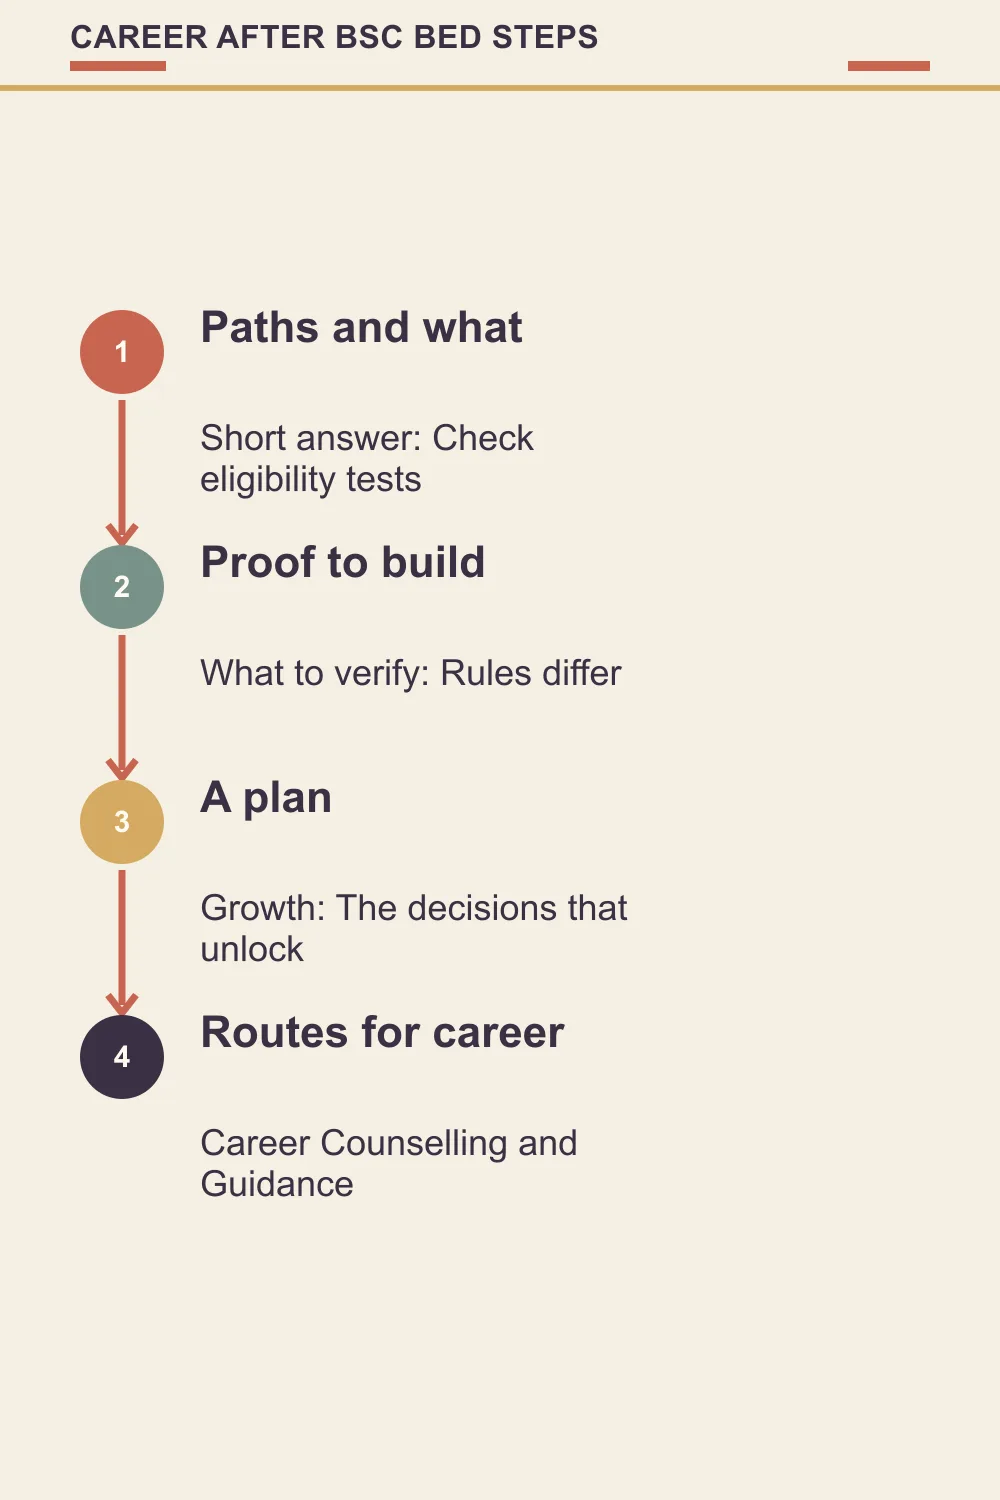 CAREER AFTER BSC BED STEPS
1
Paths and what
Short answer: Check
eligibility tests
2
Proof to build
What to verify: Rules differ
3
A plan
Growth: The decisions that
unlock
4
Routes for career
Career Counselling and
Guidance